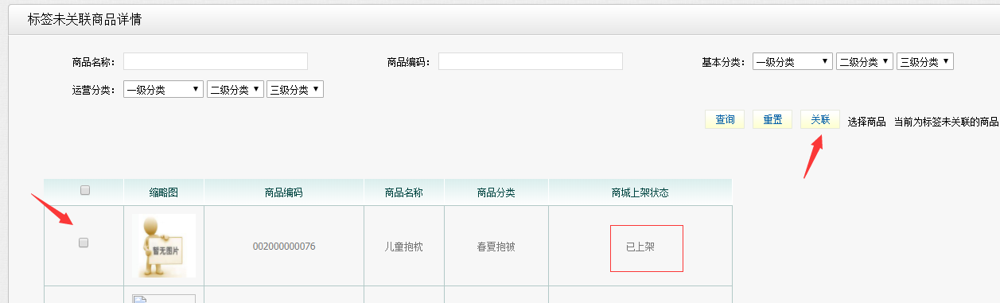 标签未关联商品详情
商品名称： 商品编码： 基本分类： 一级分类 二级分类 三级分类
运营分类： 一级分类 二级分类 三级分类
查询 重置 关联 选择商品 当前为标签未关联的商品
缩略图 商品编码 商品名称 商品分类 商城上架状态
暂无图片 002000000076 儿童抱枕 春夏抱被 已上架